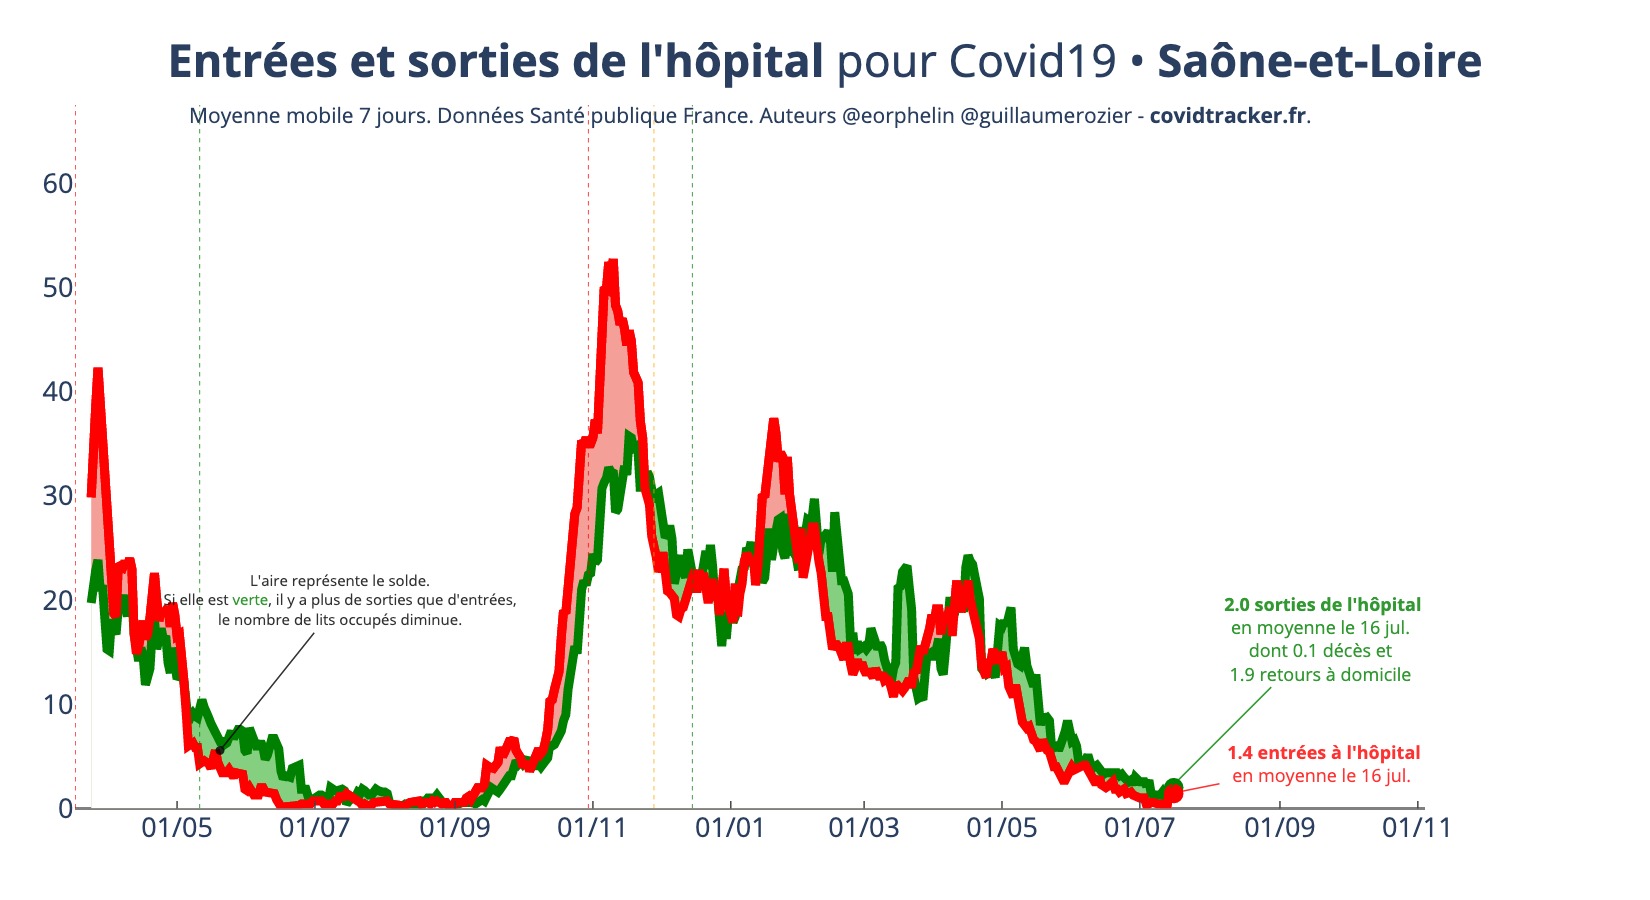 Entrées et sorties de l'hôpital pour Covid19 • Saône-et-Loire
Moyenne mobile 7 jours. Données Santé publique France. Auteurs @eorphelin @guillaumerozier - covidtracker.fr.
60
50
40
30
20
10
0
L'aire représente le solde.
Si elle est verte, il y a plus de sorties que d'entrées,
le nombre de lits occupés diminue.
2.0 sorties de l'hôpital
en moyenne le 16 jul.
dont 0.1 décès et
1.9 retours à domicile
1.4 entrées à l'hôpital
en moyenne le 16 jul.
01/05 01/07 01/09 01/11 01/01 01/03 01/05 01/07 01/09 01/11